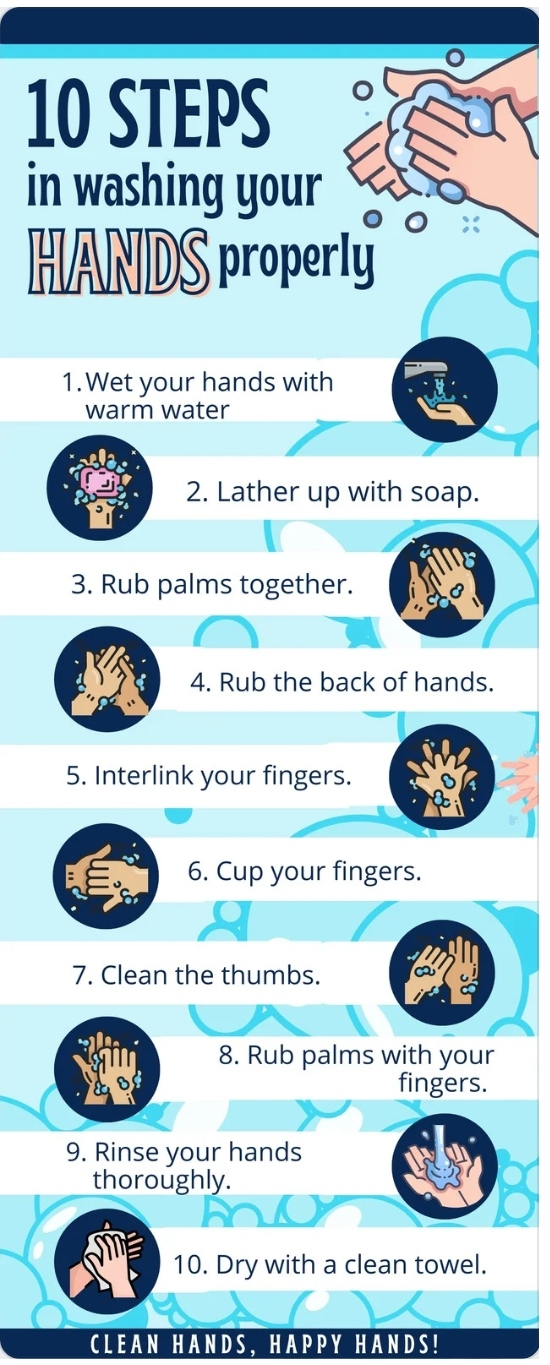 10 STEPS
in washing your
HANDS properly
1. Wet your hands with
warm water
2. Lather up with soap.
3. Rub palms together.
4. Rub the back of hands.
5. Interlink your fingers.
6. Cup your fingers.
7. Clean the thumbs.
8. Rub palms with your
fingers.
9. Rinse your hands
thoroughly.
10. Dry with a clean towel.
CLEAN HANDS, HAPPY HANDS!